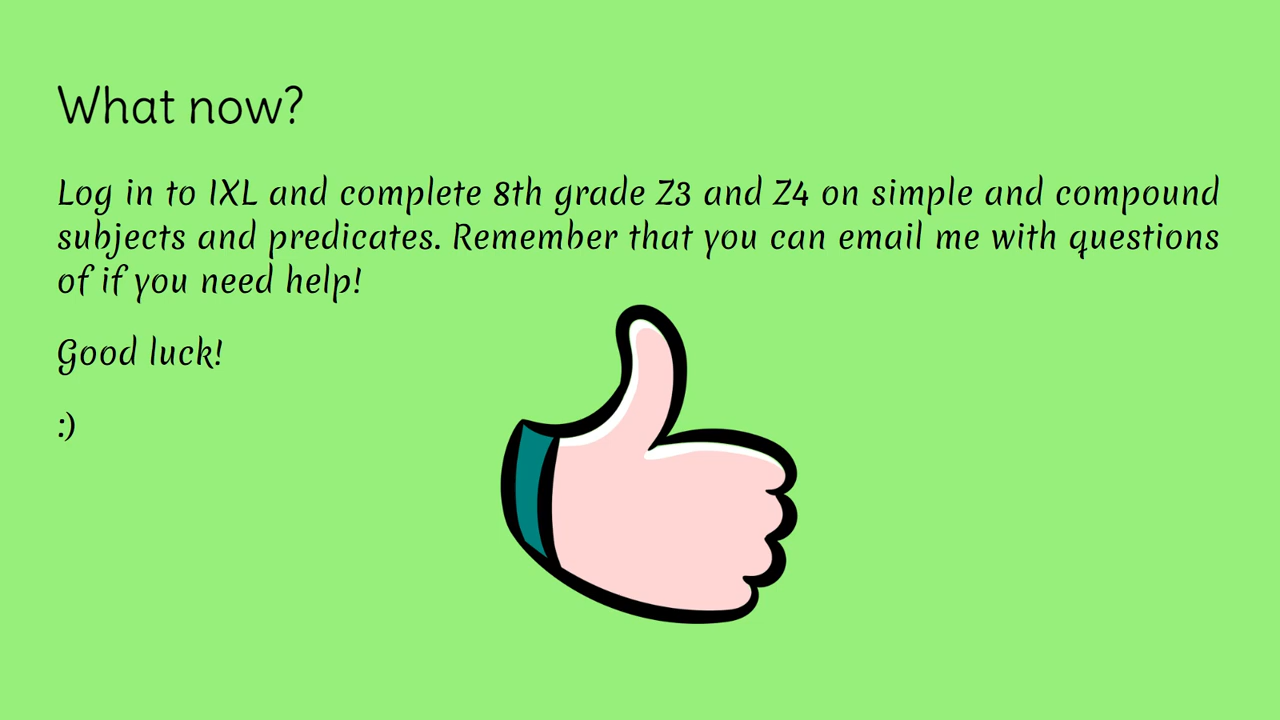 What now?
Log in to IXL and complete 8th grade Z3 and Z4 on simple and compound
subjects and predicates. Remember that you can email me with questions
of if you need help!
Good luck!
:)